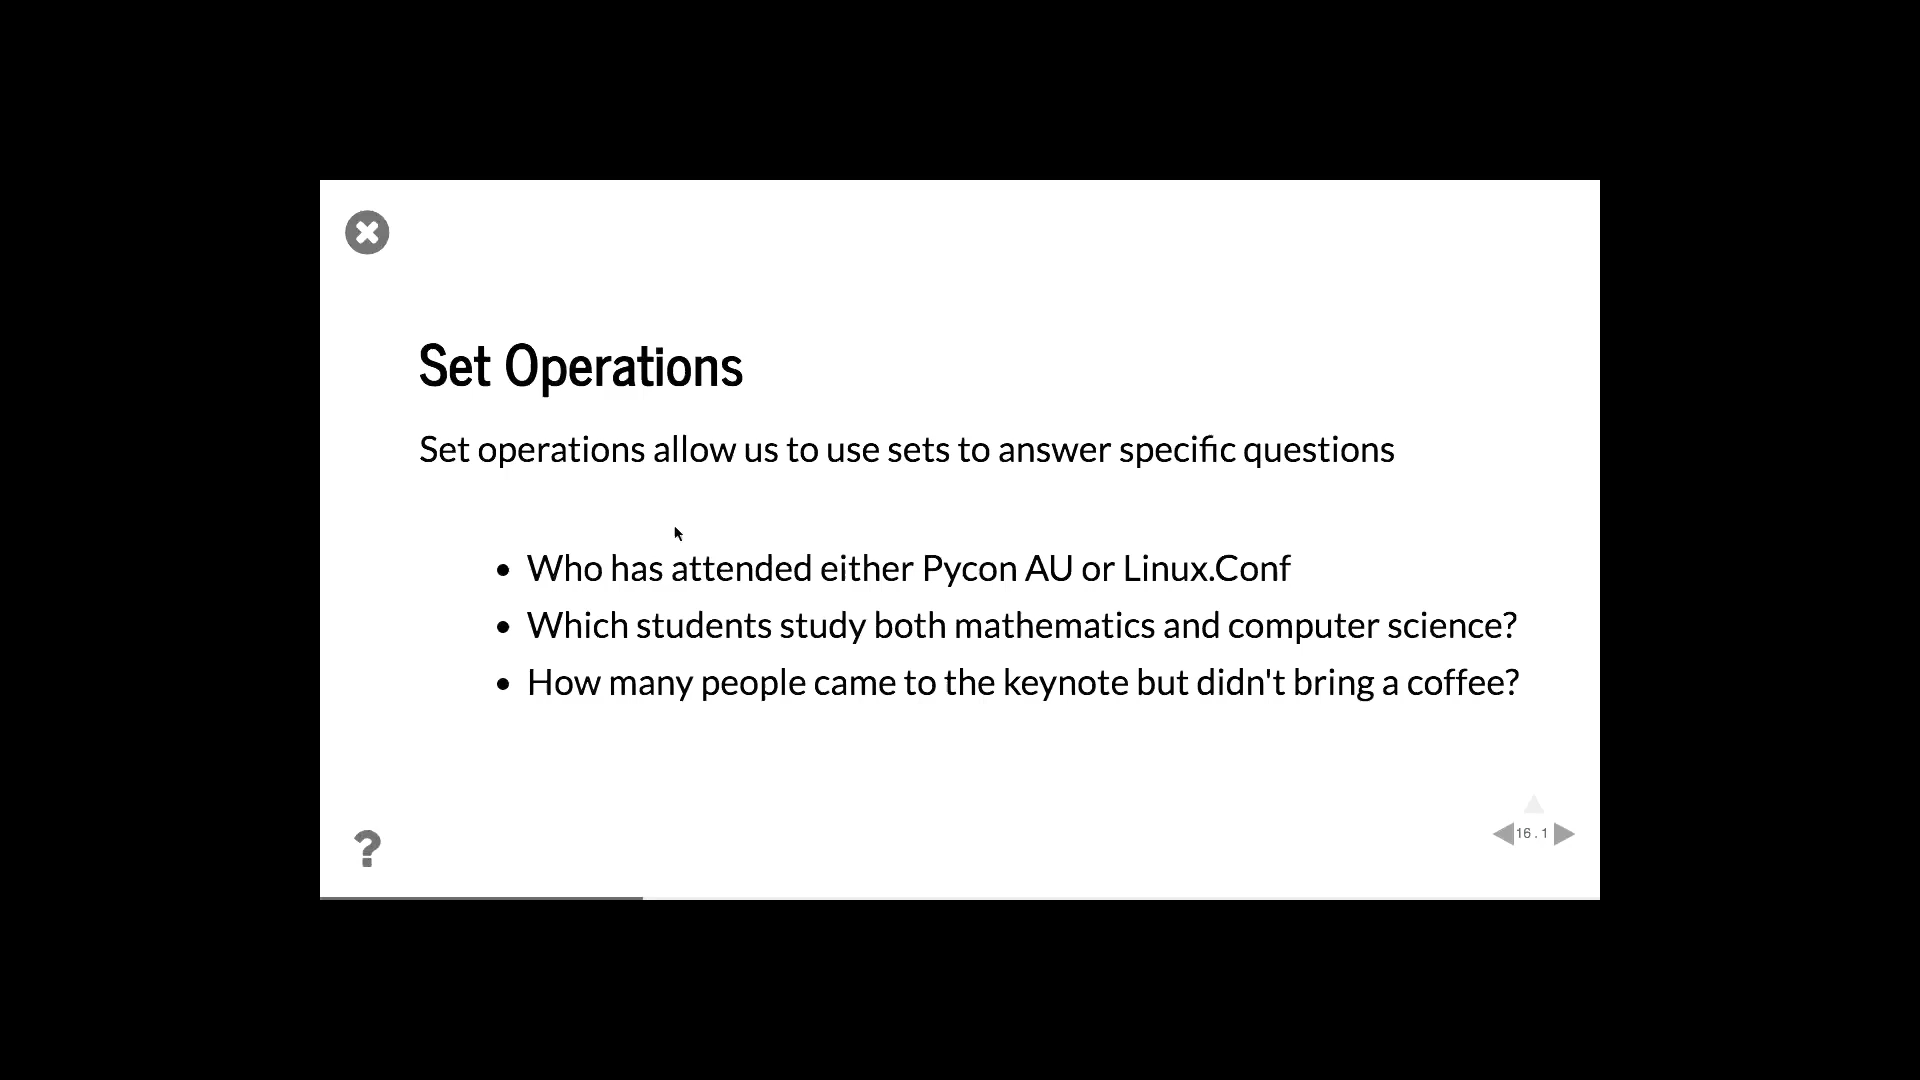 Set Operations
Set operations allow us to use sets to answer specific questions
• Who has attended either Pycon AU or Linux.Conf
• Which students study both mathematics and computer science?
• How many people came to the keynote but didn't bring a coffee?
?
16.1